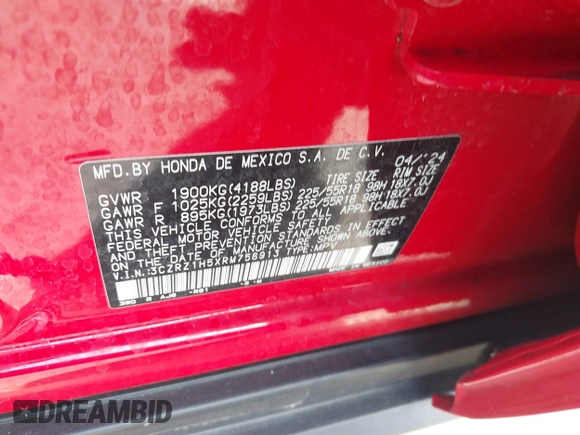 MFD. BY HONDA DE MEXICO S.A. DE C.V. 04/'24
TIRE SIZE RIM SIZE
GVWR 1900KG(4188LBS)
GAWR F 1025KG(2259LBS) 225/55R18 98H 18X7.0J
GAWR R 895KG(1973LBS) 225/55R18 98H 18X7.0J
THIS VEHICLE CONFORMS TO ALL APPLICABLE
FEDERAL MOTOR VEHICLE SAFETY, BUMPER,
AND THEFT PREVENTION STANDARDS IN EFFECT
ON THE DATE OF MANUFACTURE SHOWN ABOVE.
V.I.N.:3CZRZ1H5XRM756913 TYPE:MPV
IN MEXICO
DREAMBID